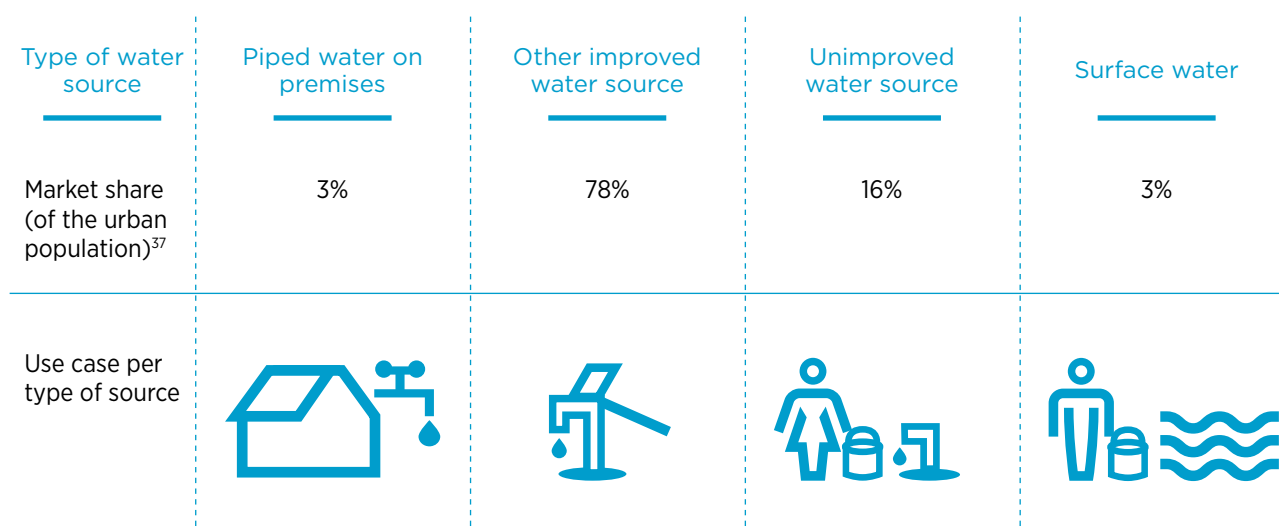 Type of water
source
Piped water on
premises
Other improved
water source
Unimproved
water source
Surface water
Market share
(of the urban
population)37
3%
78%
16%
3%
Use case per
type of source